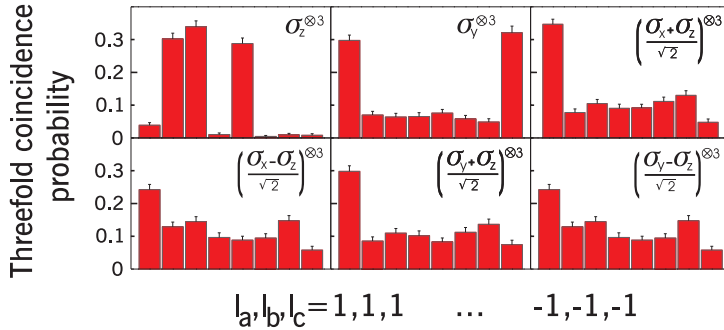 Threefold coincidence
probability
0.3
0.2
0.1
0
σz⊗3
σy⊗3
(σx+σz/√2)⊗3
0.3
0.2
0.1
0
(σx−σz/√2)⊗3
(σy+σz/√2)⊗3
(σy−σz/√2)⊗3
la,lb,lc=1,1,1 ... -1,-1,-1